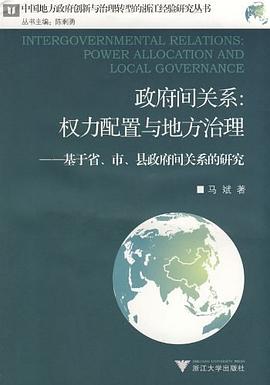 中国地方政府创新与治理转型的浙江经验研究丛书
丛书主编：陈剩勇
INTERGOVERNMENTAL RELATIONS:
POWER ALLOCATION AND
LOCAL GOVERNANCE
政府间关系:
权力配置与地方治理
——基于省、市、县政府间关系的研究
马 斌 著
ZHEJIANG UNIVERSITY PRESS
浙江大学出版社